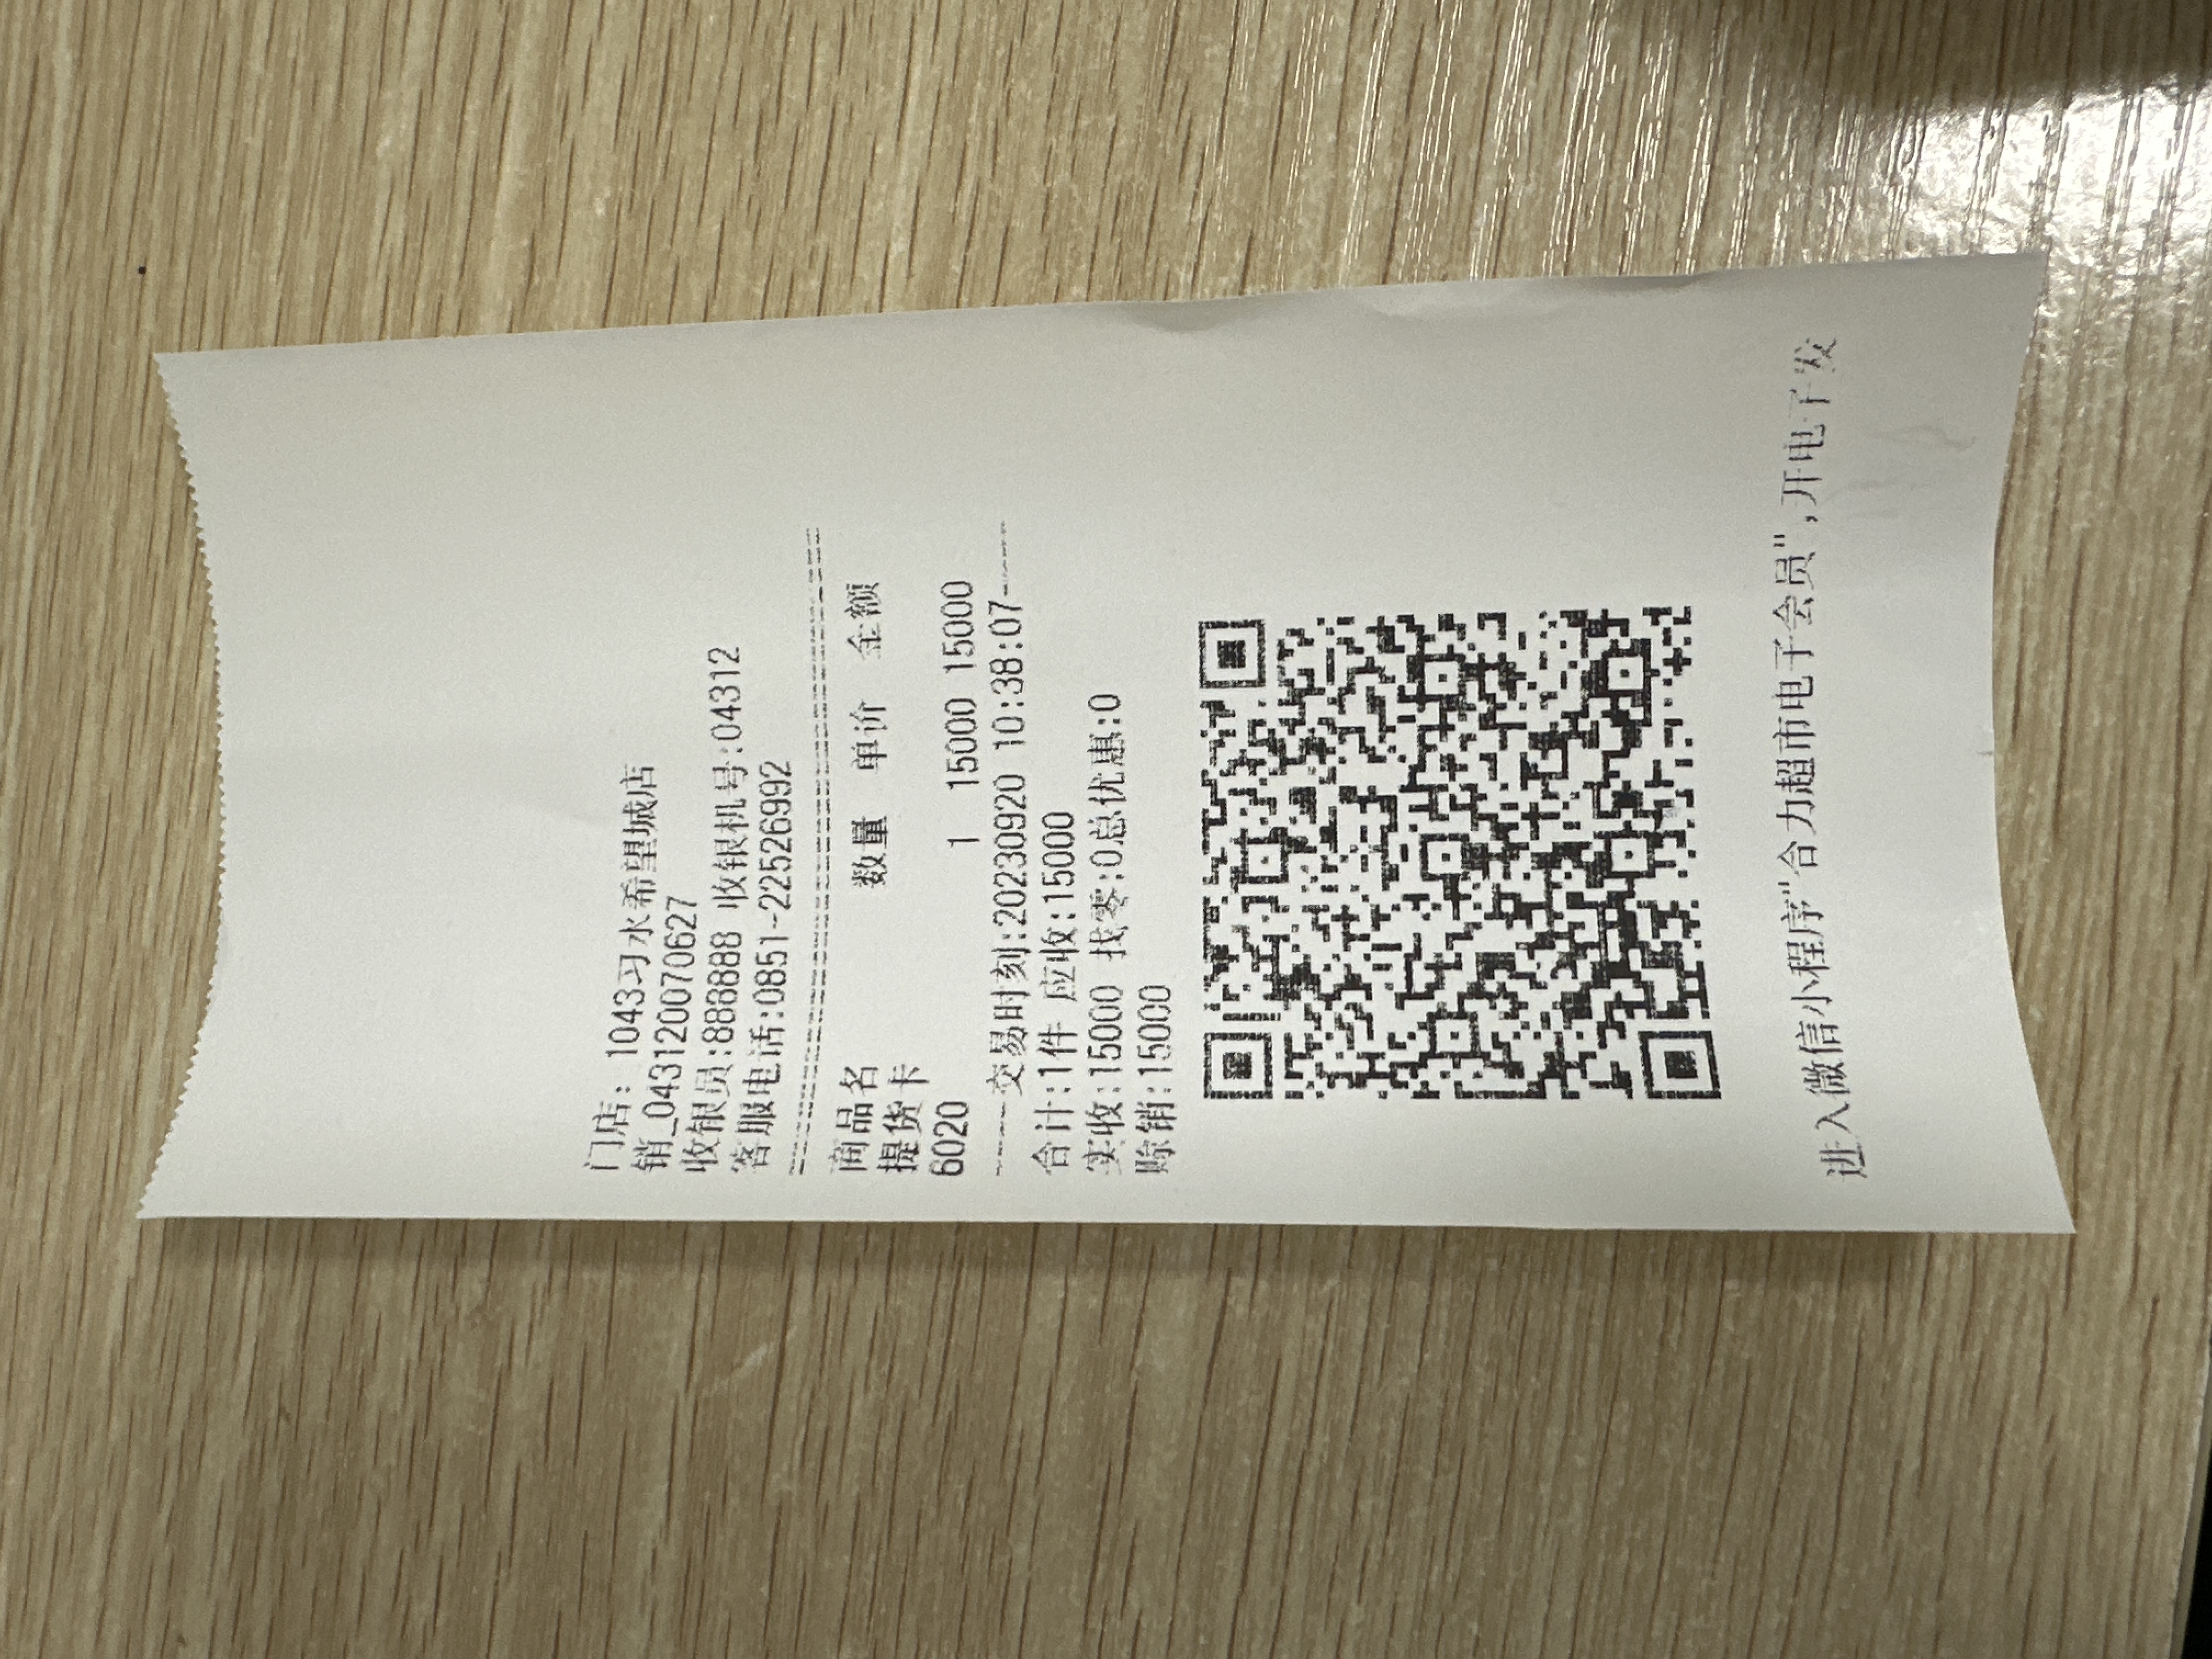 门店: 1043习水希望城店
销_043120070627
收银员:888888 收银机号:04312
客服电话:0851-22526992
商品名 数量 单价 金额
提货卡
6020 1 15000 15000
----交易时刻:20230920 10:38:07----
合计:1件 应收:15000
实收:15000 找零:0总优惠:0
赊销:15000
进入微信小程序"合力超市电子会员",开电子发